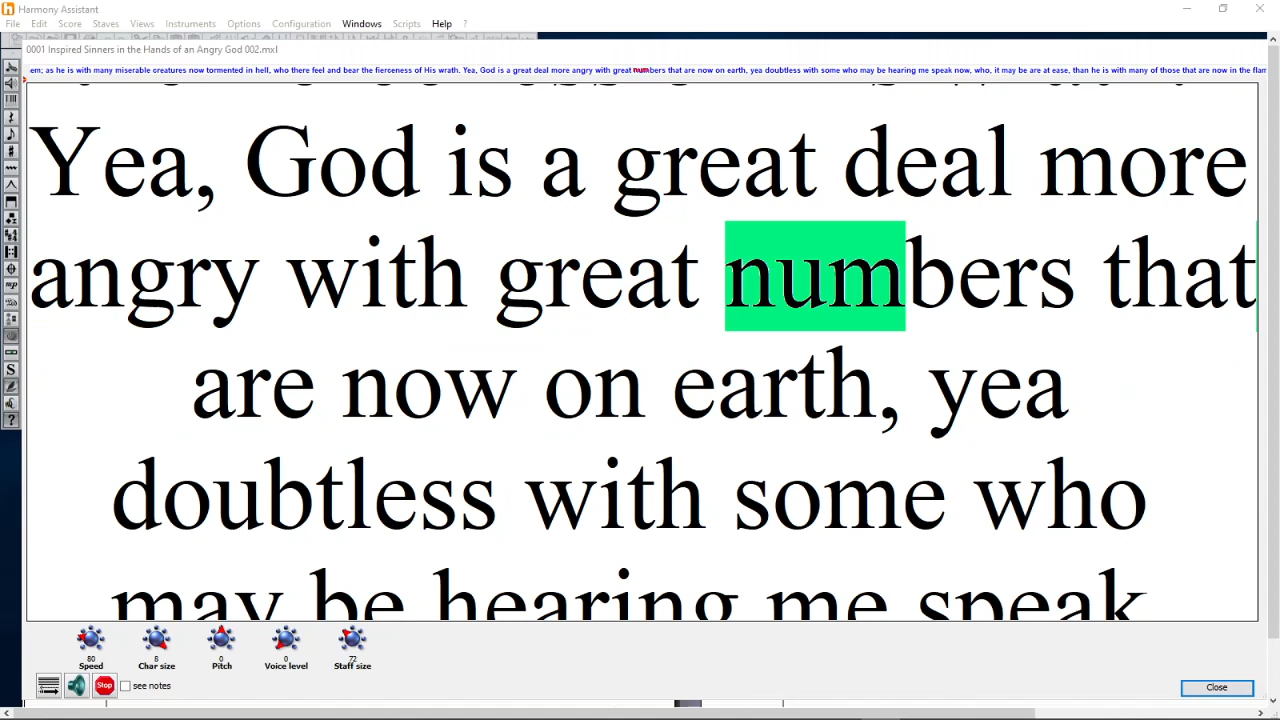 Harmony Assistant
File Edit Score Staves Views Instruments Options Configuration Windows Scripts Help ?
0001 Inspired Sinners in the Hands of an Angry God 002.mxl
em; as he is with many miserable creatures now tormented in hell, who there feel and bear the fierceness of His wrath. Yea, God is a great deal more angry with great numbers that are now on earth, yea doubtless with some who may be hearing me speak now, who, it may be are at ease, than he is with many of those that are now in the flam
Yea, God is a great deal more
angry with great numbers that
are now on earth, yea
doubtless with some who
may be hearing me speak
80 6 0 0 72
Speed Char size Pitch Voice level Staff size
Stop see notes Close